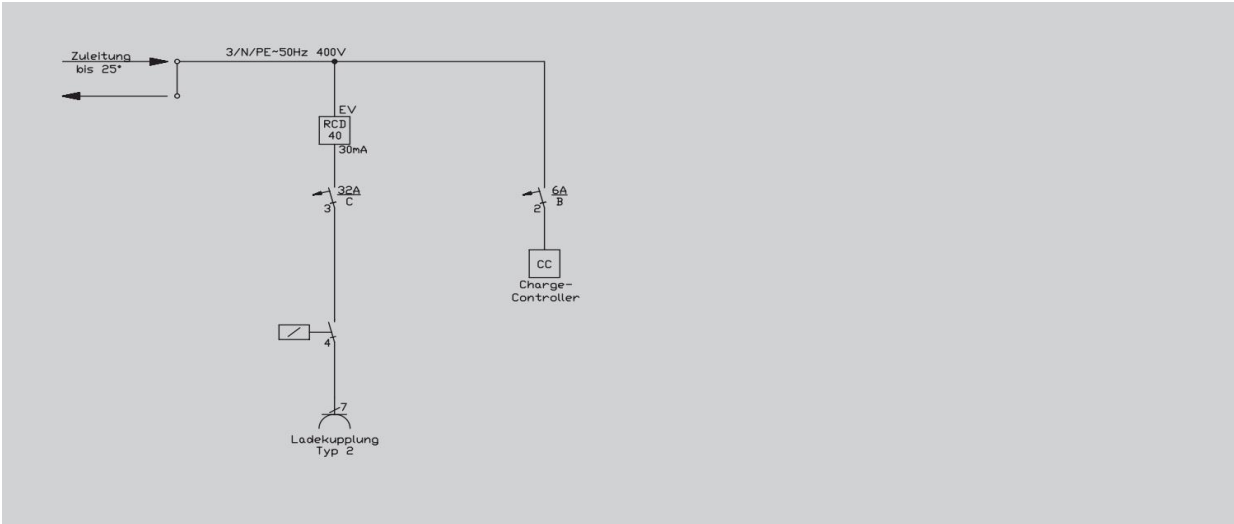 Zuleitung
bis 25°
3/N/PE~50Hz 400V
EV
RCD
40
30mA
32A
C
3
6A
B
2
CC
Charge-
Controller
4
7
Ladekupplung
Typ 2